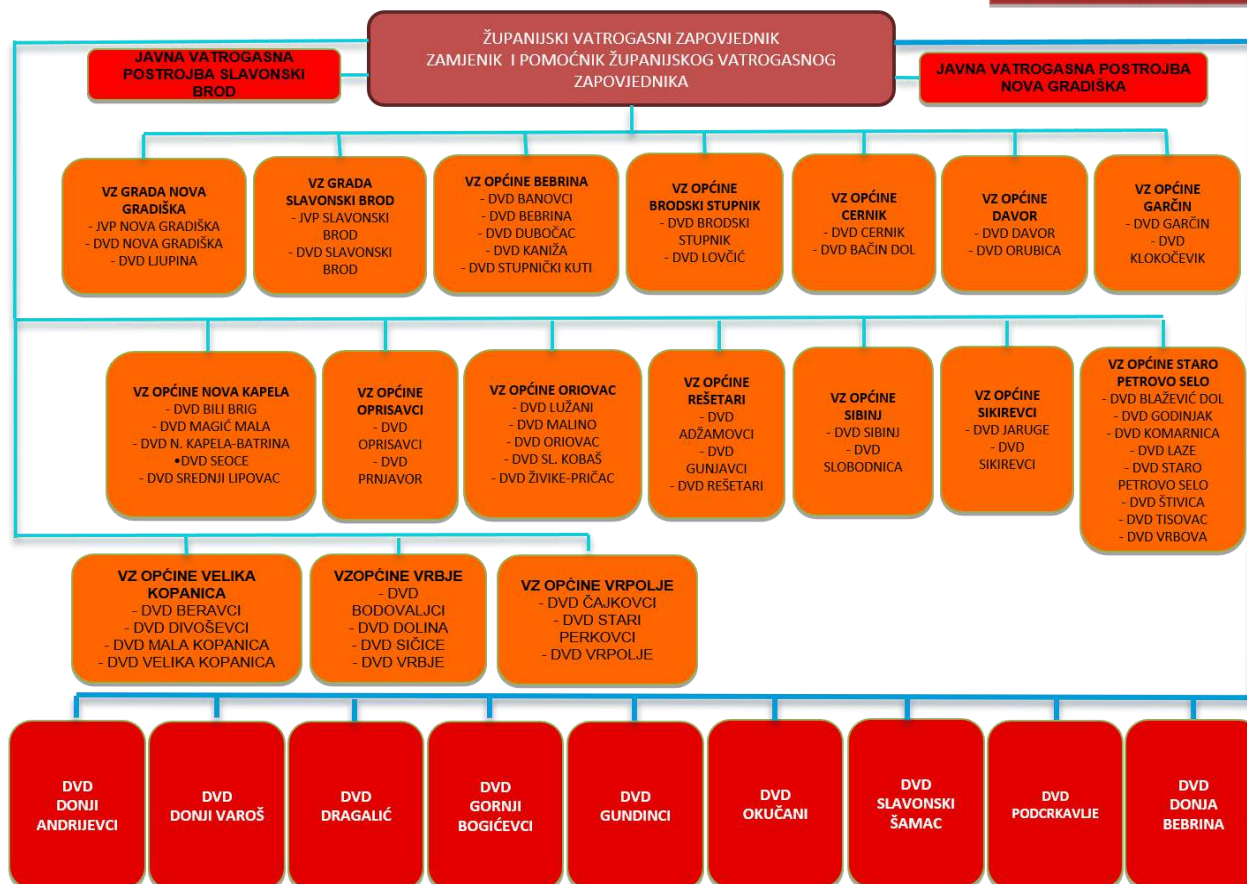 ŽUPANIJSKI VATROGASNI ZAPOVJEDNIK
ZAMJENIK I POMOĆNIK ŽUPANIJSKOG VATROGASNOG
ZAPOVJEDNIKA
JAVNA VATROGASNA
POSTROJBA SLAVONSKI
BROD
JAVNA VATROGASNA POSTROJBA
NOVA GRADIŠKA
VZ GRADA NOVA
GRADIŠKA
- JVP NOVA GRADIŠKA
- DVD NOVA GRADIŠKA
- DVD LJUPINA
VZ GRADA
SLAVONSKI BROD
- JVP SLAVONSKI
BROD
- DVD SLAVONSKI
BROD
VZ OPĆINE BEBRINA
- DVD BANOVCI
- DVD BEBRINA
- DVD DUBOČAC
- DVD KANIŽA
- DVD STUPNIČKI KUTI
VZ OPĆINE
BRODSKI STUPNIK
- DVD BRODSKI
STUPNIK
- DVD LOVČIĆ
VZ OPĆINE
CERNIK
- DVD CERNIK
- DVD BAČIN DOL
VZ OPĆINE
DAVOR
- DVD DAVOR
- DVD ORUBICA
VZ OPĆINE
GARČIN
- DVD GARČIN
- DVD
KLOKOČEVIK
VZ OPĆINE NOVA KAPELA
- DVD BILI BRIG
- DVD MAGIĆ MALA
- DVD N. KAPELA-BATRINA
•DVD SEOCE
- DVD SREDNJI LIPOVAC
VZ OPĆINE
OPRISAVCI
- DVD
OPRISAVCI
- DVD
PRNJAVOR
VZ OPĆINE ORIOVAC
- DVD LUŽANI
- DVD MALINO
- DVD ORIOVAC
- DVD SL. KOBAŠ
- DVD ŽIVIKE-PRIČAC
VZ OPĆINE
REŠETARI
- DVD
ADŽAMOVCI
- DVD
GUNJAVCI
- DVD REŠETARI
VZ OPĆINE
SIBINJ
- DVD SIBINJ
- DVD
SLOBODNICA
VZ OPĆINE
SIKIREVCI
- DVD JARUGE
- DVD
SIKIREVCI
VZ OPĆINE STARO
PETROVO SELO
- DVD BLAŽEVIĆ DOL
- DVD GODINJAK
- DVD KOMARNICA
- DVD LAZE
- DVD STARO
PETROVO SELO
- DVD ŠTIVICA
- DVD TISOVAC
- DVD VRBOVA
VZ OPĆINE VELIKA
KOPANICA
- DVD BERAVCI
- DVD DIVOŠEVCI
- DVD MALA KOPANICA
- DVD VELIKA KOPANICA
VZOPĆINE VRBJE
- DVD
BODOVALJCI
- DVD DOLINA
- DVD SIČICE
- DVD VRBJE
VZ OPĆINE VRPOLJE
- DVD ČAJKOVCI
- DVD STARI
PERKOVCI
- DVD VRPOLJE
DVD
DONJI
ANDRIJEVCI
DVD
DONJI VAROŠ
DVD
DRAGALIĆ
DVD
GORNJI
BOGIĆEVCI
DVD
GUNDINCI
DVD
OKUČANI
DVD
SLAVONSKI
ŠAMAC
DVD
PODCRKAVLJE
DVD
DONJA
BEBRINA